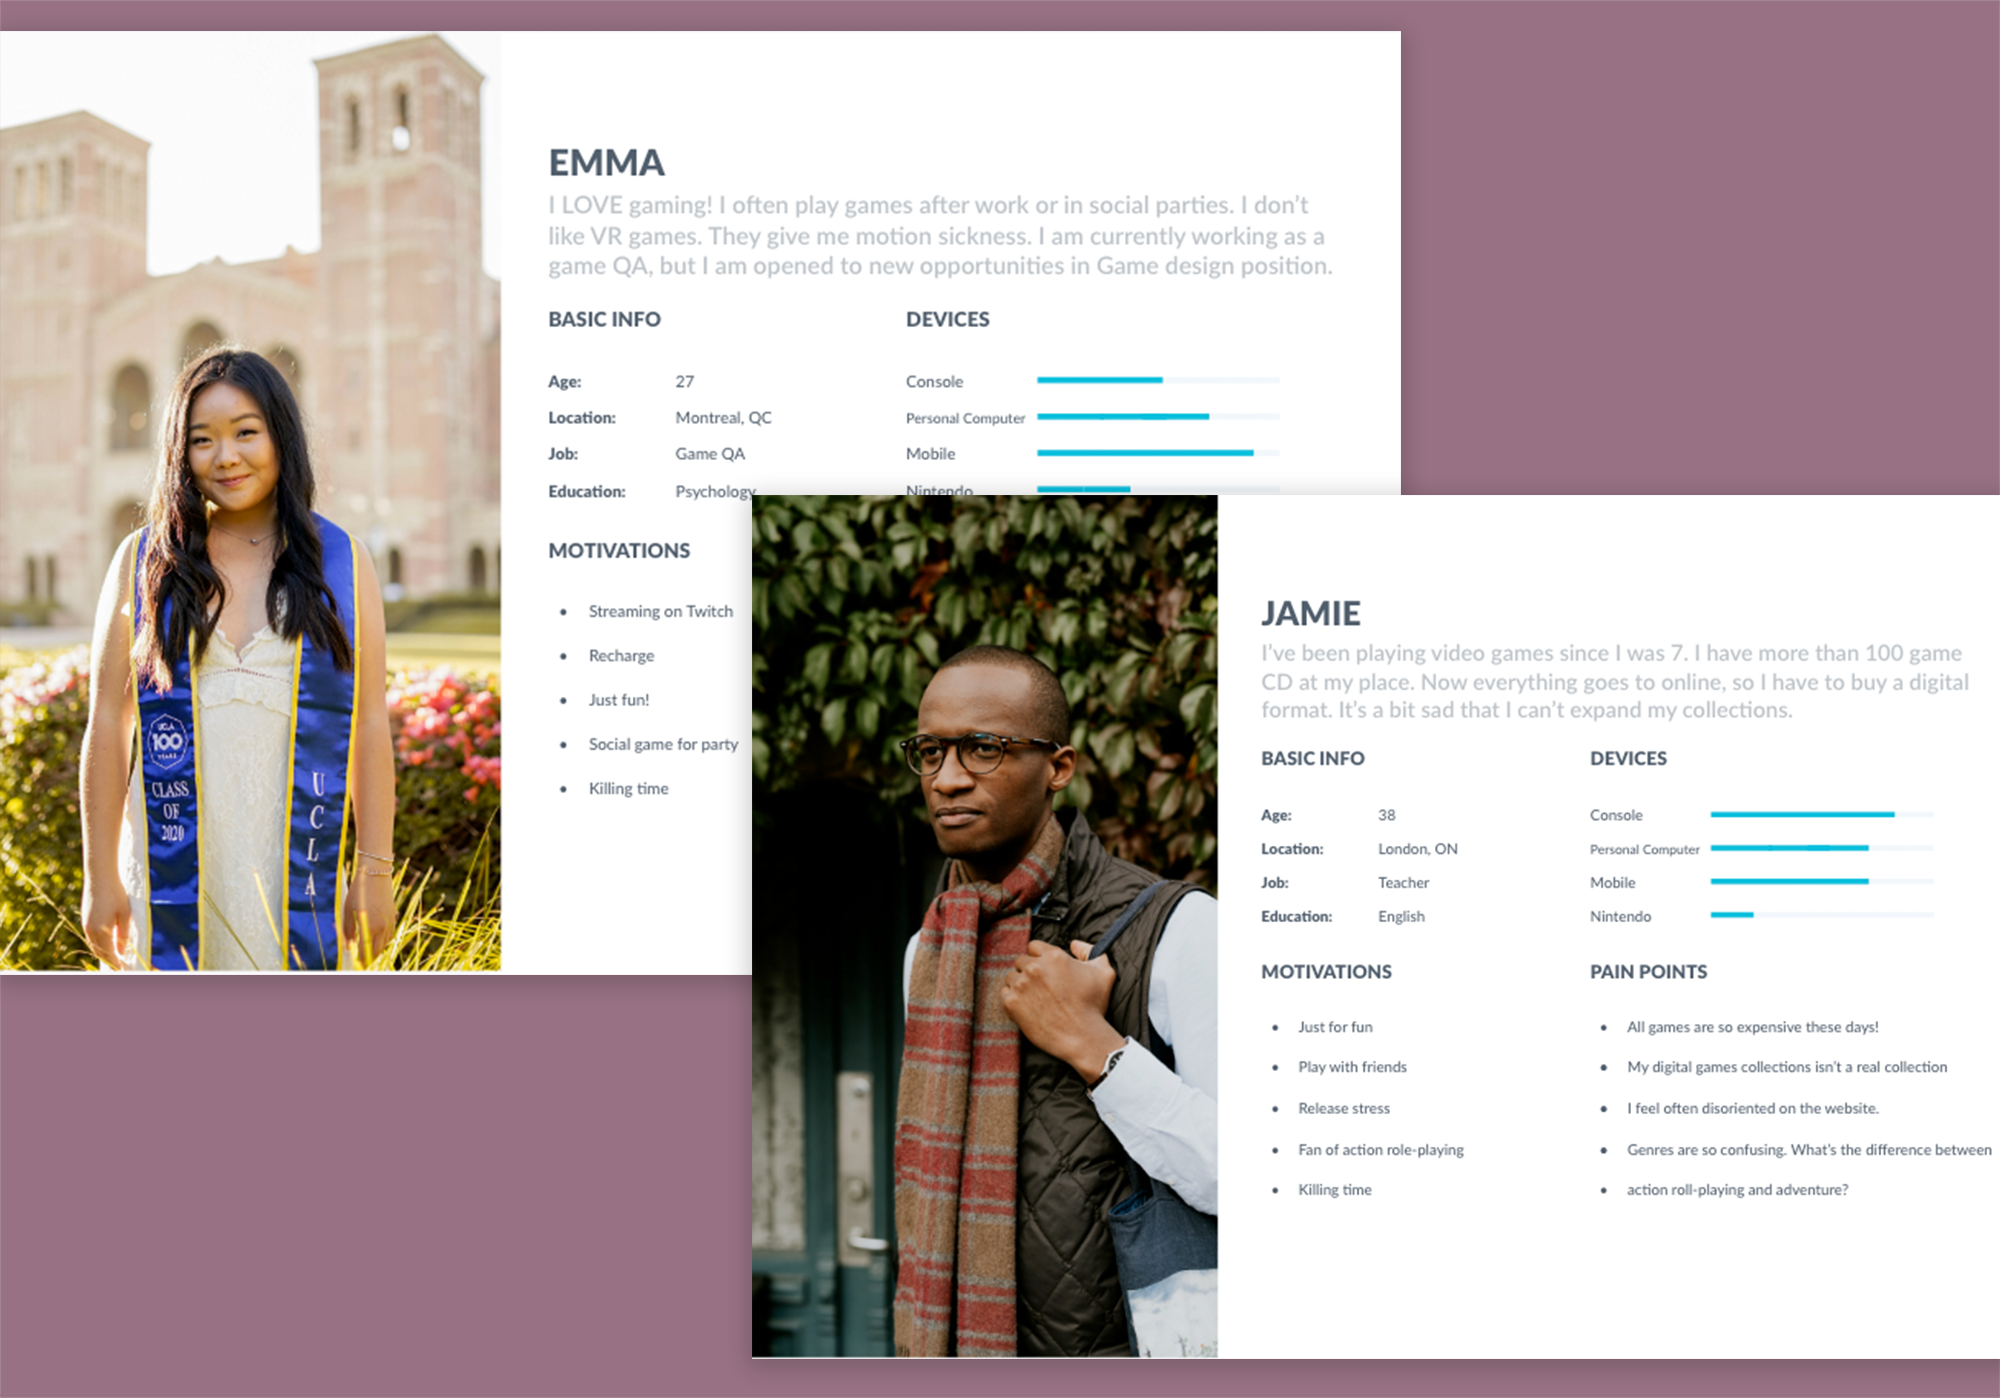 EMMA
I LOVE gaming! I often play games after work or in social parties. I don't
like VR games. They give me motion sickness. I am currently working as a
game QA, but I am opened to new opportunities in Game design position.
BASIC INFO
Age: 27
Location: Montreal, QC
Job: Game QA
Education: Psychology
DEVICES
Console
Personal Computer
Mobile
Nintendo
MOTIVATIONS
Streaming on Twitch
Recharge
Just fun!
Social game for party
Killing time
UCLA
100
YEARS
CLASS
OF
2020
UCLA
JAMIE
I've been playing video games since I was 7. I have more than 100 game
CD at my place. Now everything goes to online, so I have to buy a digital
format. It's a bit sad that I can't expand my collections.
BASIC INFO
Age: 38
Location: London, ON
Job: Teacher
Education: English
DEVICES
Console
Personal Computer
Mobile
Nintendo
MOTIVATIONS
Just for fun
Play with friends
Release stress
Fan of action role-playing
Killing time
PAIN POINTS
All games are so expensive these days!
My digital games collections isn't a real collection
I feel often disoriented on the website.
Genres are so confusing. What's the difference between
action roll-playing and adventure?